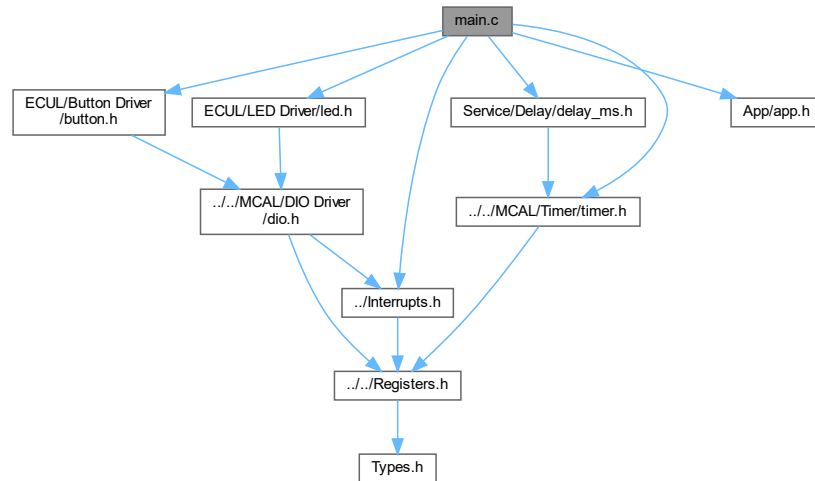 main.c
ECUL/Button Driver
/button.h
ECUL/LED Driver/led.h
Service/Delay/delay_ms.h
App/app.h
../../MCAL/DIO Driver
/dio.h
../../MCAL/Timer/timer.h
../Interrupts.h
../../Registers.h
Types.h